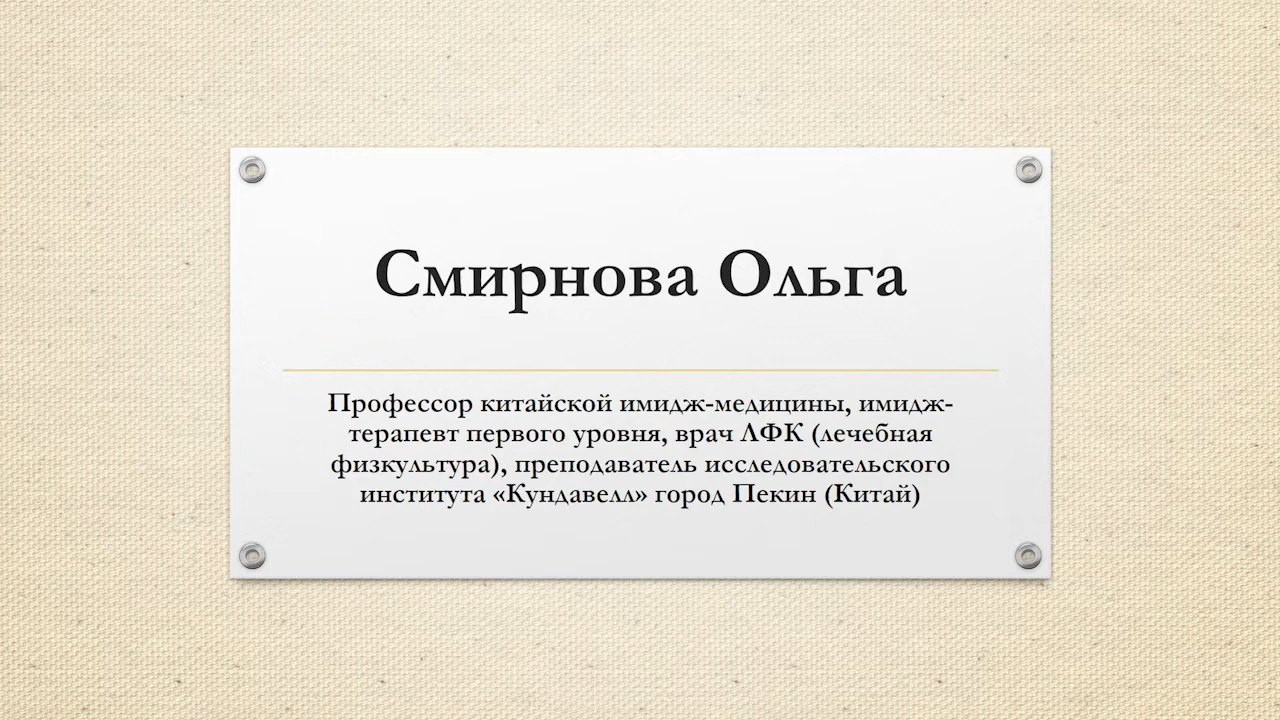 Смирнова Ольга
Профессор китайской имидж-медицины, имидж-
терапевт первого уровня, врач ЛФК (лечебная
физкультура), преподаватель исследовательского
института «Кундавелл» город Пекин (Китай)